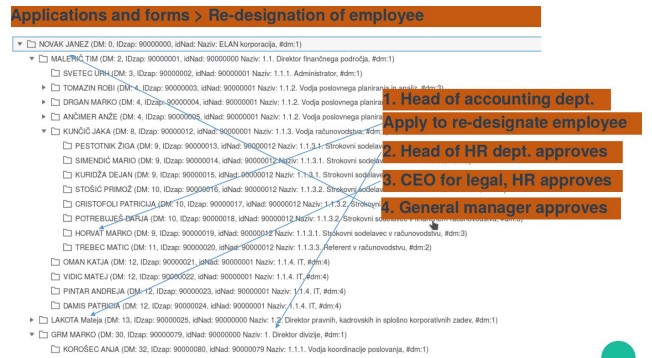 Applications and forms > Re-designation of employee
NOVAK JANEZ (DM: 0, IDzap: 90000000, idNad: Naziv: ELAN korporacija, #dm:1)
MALERIČ TIM (DM: 2, IDzap: 90000001, idNad: 90000000 Naziv: 1.1. Direktor finančnega področja, #dm:1)
SVETEC URH (DM: 3, IDzap: 90000002, idNad: 90000001 Naziv: 1.1.1. Administrator, #dm:1)
TOMAZIN ROBI (DM: 4, IDzap: 90000003, idNad: 90000001 Naziv: 1.1.2. Vodja poslovnega planiranja in analiz, #dm:3)
DRGAN MARKO (DM: 4, IDzap: 90000004, idNad: 90000001 Naziv: 1.1.2. Vodja poslovnega planira
1. Head of accounting dept.
ANČIMER ANŽE (DM: 4, IDzap: 90000005, idNad: 90000001 Naziv: 1.1.2. Vodja poslovnega planira
Apply to re-designate employee
KUNČIČ JAKA (DM: 8, IDzap: 90000012, idNad: 90000001 Naziv: 1.1.3. Vodja računovodstva, #dm:
PESTOTNIK ŽIGA (DM: 9, IDzap: 90000013, idNad: 90000012 Naziv: 1.1.3.1. Strokovni sodelav
2. Head of HR dept. approves
SIMENDIĆ MARIO (DM: 9, IDzap: 90000014, idNad: 90000012 Naziv: 1.1.3.1. Strokovni sodelav
KURIDŽA DEJAN (DM: 9, IDzap: 90000015, idNad: 90000012 Naziv: 1.1.3.1. Strokovni sodelav
3. CEO for legal, HR approves
STOŠIĆ PRIMOŽ (DM: 10, IDzap: 90000016, idNad: 90000012 Naziv: 1.1.3.2. Strokovni sodelav
CRISTOFOLI PATRICIJA (DM: 10, IDzap: 90000017, idNad: 90000012 Naziv: 1.1.3.2. Strokovni
4. General manager approves
POTREBUJEŠ DARJA (DM: 10, IDzap: 90000018, idNad: 90000012 Naziv: 1.1.3.2. Strokovni sodelavec v finančnem računovodstvu, #dm:3)
HORVAT MARKO (DM: 9, IDzap: 90000019, idNad: 90000012 Naziv: 1.1.3.1. Strokovni sodelavec v računovodstvu, #dm:3)
TREBEC MATIC (DM: 11, IDzap: 90000020, idNad: 90000012 Naziv: 1.1.3.3. Referent v računovodstvu, #dm:2)
OMAN KATJA (DM: 12, IDzap: 90000021, idNad: 90000001 Naziv: 1.1.4. IT, #dm:4)
VIDIC MATEJ (DM: 12, IDzap: 90000022, idNad: 90000001 Naziv: 1.1.4. IT, #dm:4)
PINTAR ANDREJA (DM: 12, IDzap: 90000023, idNad: 90000001 Naziv: 1.1.4. IT, #dm:4)
DAMIS PATRICIA (DM: 12, IDzap: 90000024, idNad: 90000001 Naziv: 1.1.4. IT, #dm:4)
LAKOTA Mateja (DM: 13, IDzap: 90000025, idNad: 90000000 Naziv: 1.2. Direktor pravnih, kadrovskih in splošno korporativnih zadev, #dm:1)
GRM MARKO (DM: 30, IDzap: 90000079, idNad: 90000000 Naziv: 1. Direktor divizije, #dm:1)
KOROŠEC ANJA (DM: 32, IDzap: 90000080, idNad: 90000079 Naziv: 1.1.1. Vodja koordinacije poslovanja, #dm:1)